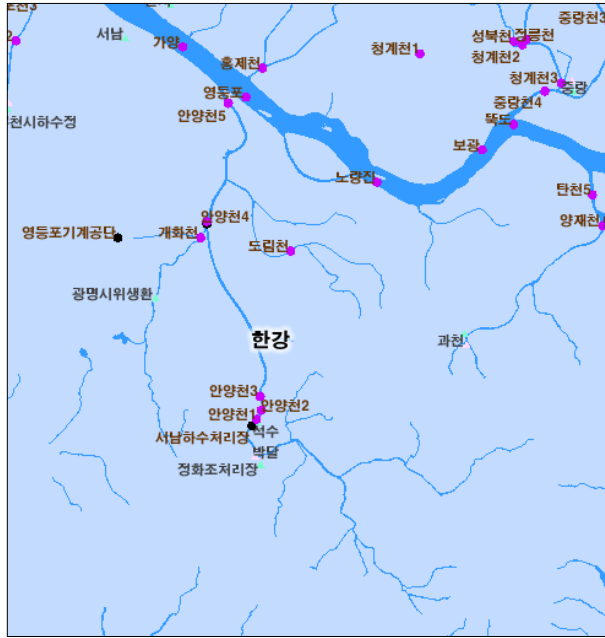 서남
가양
홍제천
청계천1
성북천
정릉천
청계천2
중랑천3
청계천3
중랑
중랑천4
영등포
안양천5
천시하수정
뚝도
보광
노량진
탄천5
양재천
안양천4
영등포기계공단
개화천
도림천
광명시위생환
한강
과천
안양천3
안양천2
안양천1
석수
서남하수처리장
박달
정화조처리장